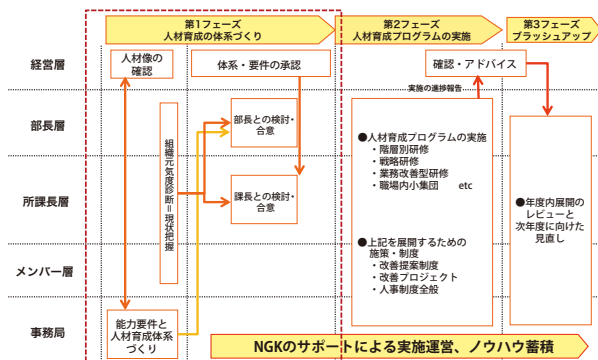 第1フェーズ
人材育成の体系づくり
第2フェーズ
人材育成プログラムの実施
第3フェーズ
ブラッシュアップ
経営層
人材像の
確認
体系・要件の承認
確認・アドバイス
実施の進捗報告
部長層
組織元気度診断=現状把握
部長との検討・
合意
●人材育成プログラムの実施
・階層別研修
・戦略研修
・業務改善型研修
・職場内小集団 etc
所課長層
課長との検討・
合意
●年度内展開の
レビューと
次年度に向けた
見直し
●上記を展開するための
施策・制度
・改善提案制度
・改善プロジェクト
・人事制度全般
メンバー層
事務局
能力要件と
人材育成体系
づくり
NGKのサポートによる実施運営、ノウハウ蓄積